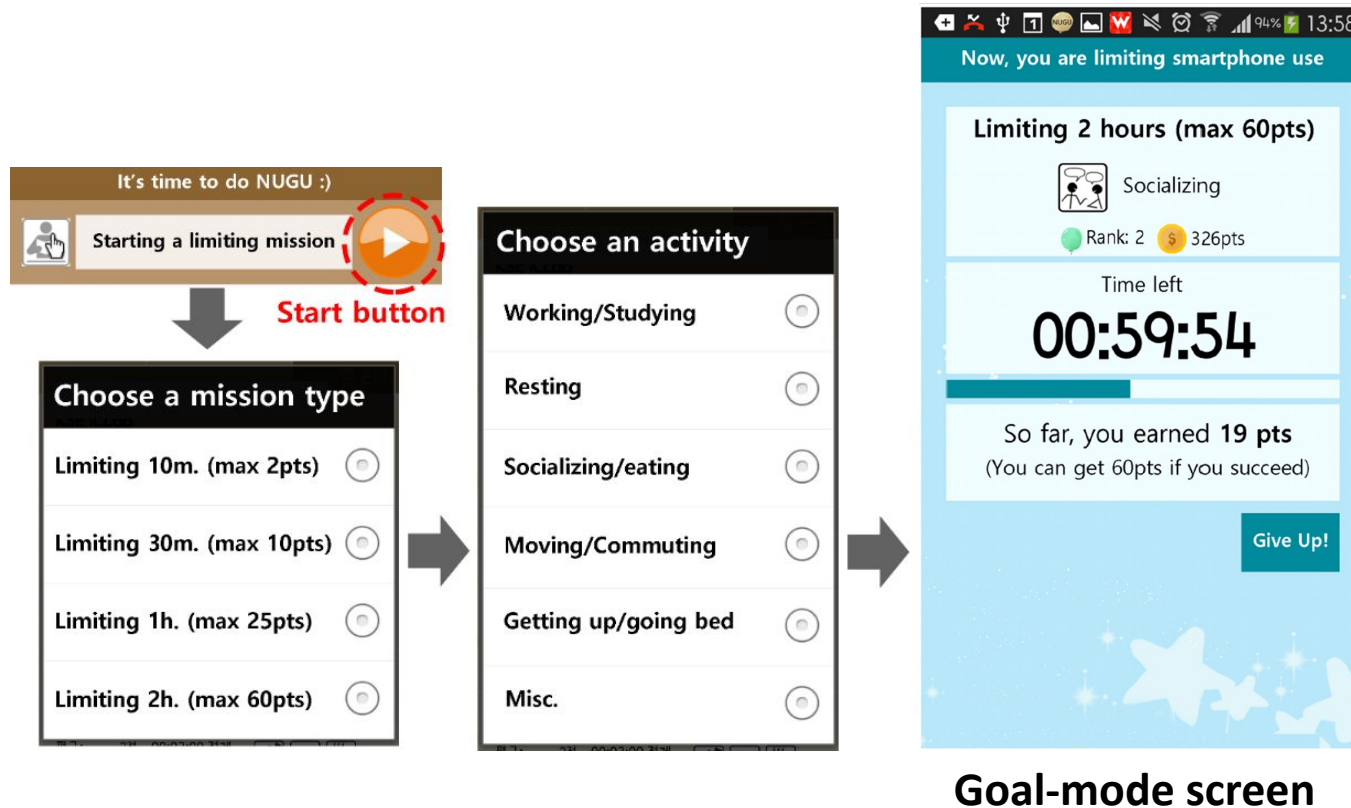 It's time to do NUGU :)
Starting a limiting mission
Start button
Choose a mission type
Limiting 10m. (max 2pts)
Limiting 30m. (max 10pts)
Limiting 1h. (max 25pts)
Limiting 2h. (max 60pts)
Choose an activity
Working/Studying
Resting
Socializing/eating
Moving/Commuting
Getting up/going bed
Misc.
1 NUGU W 94% 13:58
Now, you are limiting smartphone use
Limiting 2 hours (max 60pts)
Socializing
Rank: 2 $ 326pts
Time left
00:59:54
So far, you earned 19 pts
(You can get 60pts if you succeed)
Give Up!
Goal-mode screen